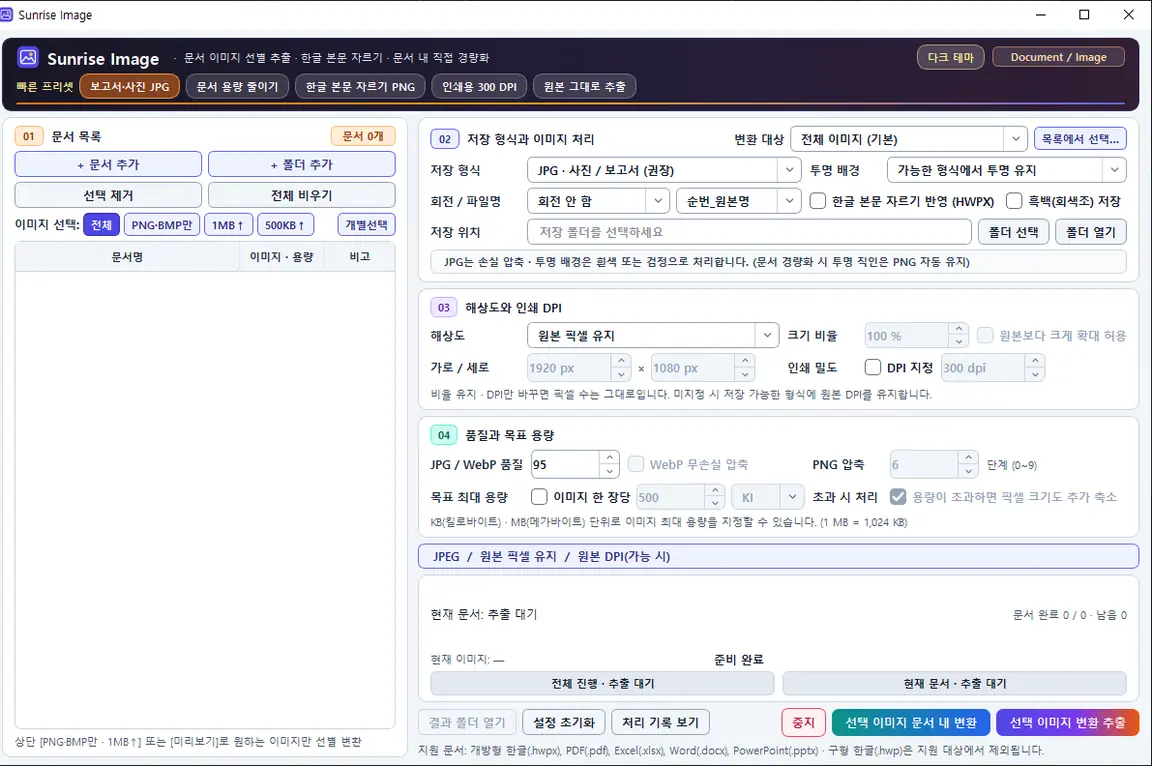 Sunrise Image
Sunrise Image · 문서 이미지 선별 추출 · 한글 본문 자르기 · 문서 내 직접 경량화
다크 테마 Document / Image
빠른 프리셋 보고서·사진 JPG 문서 용량 줄이기 한글 본문 자르기 PNG 인쇄용 300 DPI 원본 그대로 추출
01 문서 목록 문서 0개
+ 문서 추가 + 폴더 추가
선택 제거 전체 비우기
이미지 선택: 전체 PNG·BMP만 1MB↑ 500KB↑ 개별선택
문서명 이미지 · 용량 비고
상단 [PNG·BMP만 · 1MB↑] 또는 [미리보기]로 원하는 이미지만 선별 변환
02 저장 형식과 이미지 처리 변환 대상 전체 이미지 (기본) 목록에서 선택...
저장 형식 JPG · 사진 / 보고서 (권장) 투명 배경 가능한 형식에서 투명 유지
회전 / 파일명 회전 안 함 순번_원본명 한글 본문 자르기 반영 (HWPX) 흑백(회색조) 저장
저장 위치 저장 폴더를 선택하세요 폴더 선택 폴더 열기
JPG는 손실 압축 · 투명 배경은 흰색 또는 검정으로 처리합니다. (문서 경량화 시 투명 직인은 PNG 자동 유지)
03 해상도와 인쇄 DPI
해상도 원본 픽셀 유지 크기 비율 100 % 원본보다 크게 확대 허용
가로 / 세로 1920 px × 1080 px 인쇄 밀도 DPI 지정 300 dpi
비율 유지 · DPI만 바꾸면 픽셀 수는 그대로입니다. 미지정 시 저장 가능한 형식에 원본 DPI를 유지합니다.
04 품질과 목표 용량
JPG / WebP 품질 95 WebP 무손실 압축 PNG 압축 6 단계 (0~9)
목표 최대 용량 이미지 한 장당 500 KI 초과 시 처리 용량이 초과하면 픽셀 크기도 추가 축소
KB(킬로바이트) · MB(메가바이트) 단위로 이미지 최대 용량을 지정할 수 있습니다. (1 MB = 1,024 KB)
JPEG / 원본 픽셀 유지 / 원본 DPI(가능 시)
현재 문서: 추출 대기 문서 완료 0 / 0 · 남음 0
현재 이미지: — 준비 완료
전체 진행 · 추출 대기 현재 문서 · 추출 대기
결과 폴더 열기 설정 초기화 처리 기록 보기 중지 선택 이미지 문서 내 변환 선택 이미지 변환 추출
지원 문서: 개방형 한글(.hwpx), PDF(.pdf), Excel(.xlsx), Word(.docx), PowerPoint(.pptx) · 구형 한글(.hwp)은 지원 대상에서 제외됩니다.